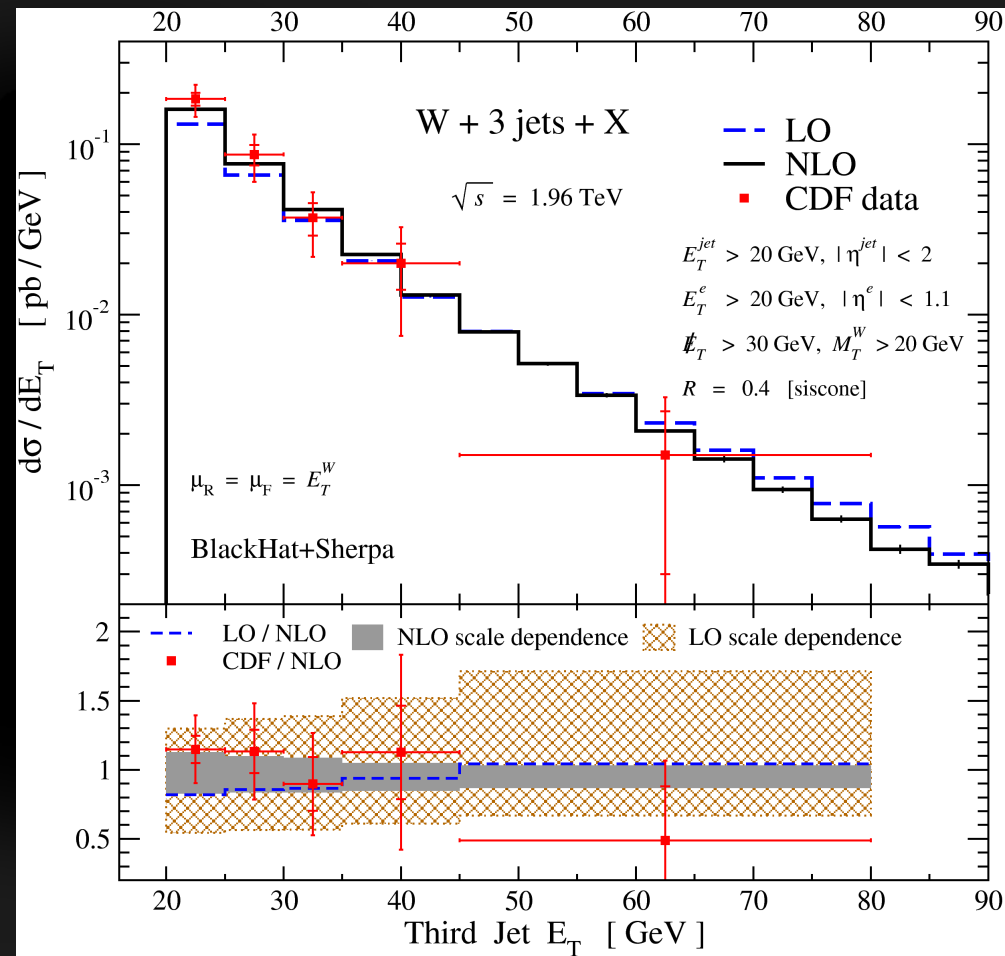 20 30 40 50 60 70 80 90
W + 3 jets + X
√s = 1.96 TeV
LO
NLO
CDF data
E_T^jet > 20 GeV, |η^jet| < 2
E_T^e > 20 GeV, |η^e| < 1.1
E̸_T > 30 GeV, M_T^W > 20 GeV
R = 0.4 [siscone]
10^-1
10^-2
10^-3
dσ / dE_T [ pb / GeV ]
μ_R = μ_F = E_T^W
BlackHat+Sherpa
LO / NLO
CDF / NLO
NLO scale dependence
LO scale dependence
2
1.5
1
0.5
20 30 40 50 60 70 80 90
Third Jet E_T [ GeV ]